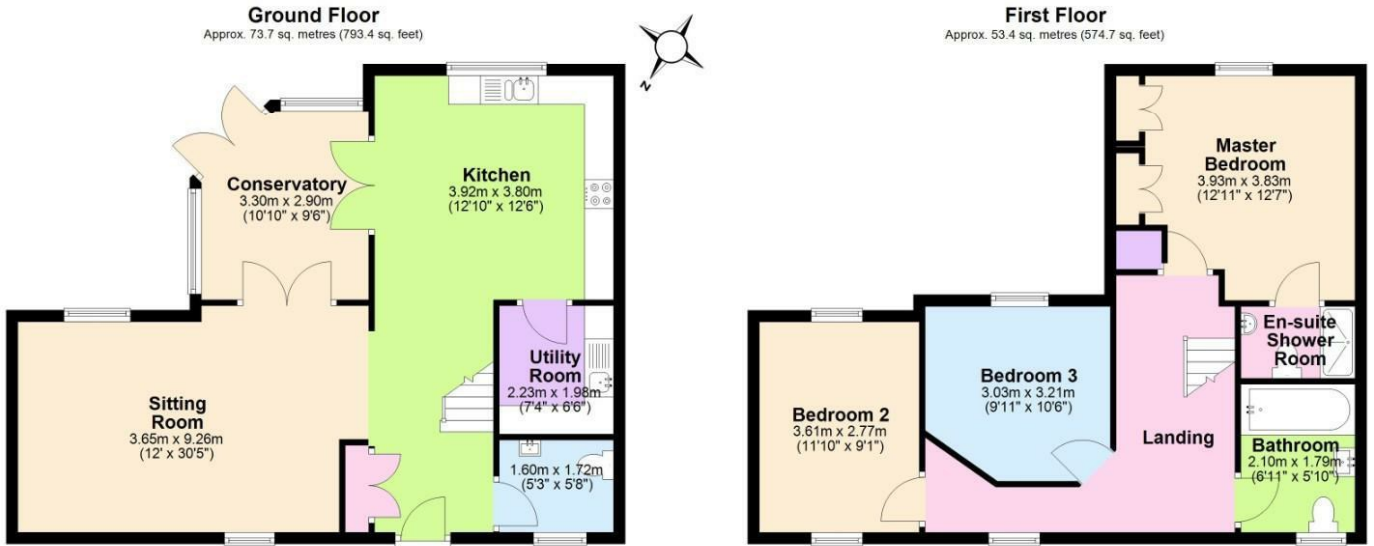 Ground Floor
Approx. 73.7 sq. metres (793.4 sq. feet)
N
Conservatory
3.30m x 2.90m
(10'10" x 9'6")
Kitchen
3.92m x 3.80m
(12'10" x 12'6")
Sitting
Room
3.65m x 9.26m
(12' x 30'5")
Utility
Room
2.23m x 1.98m
(7'4" x 6'6")
1.60m x 1.72m
(5'3" x 5'8")
First Floor
Approx. 53.4 sq. metres (574.7 sq. feet)
Master
Bedroom
3.93m x 3.83m
(12'11" x 12'7")
En-suite
Shower
Room
Bedroom 3
3.03m x 3.21m
(9'11" x 10'6")
Bedroom 2
3.61m x 2.77m
(11'10" x 9'1")
Landing
Bathroom
2.10m x 1.79m
(6'11" x 5'10")